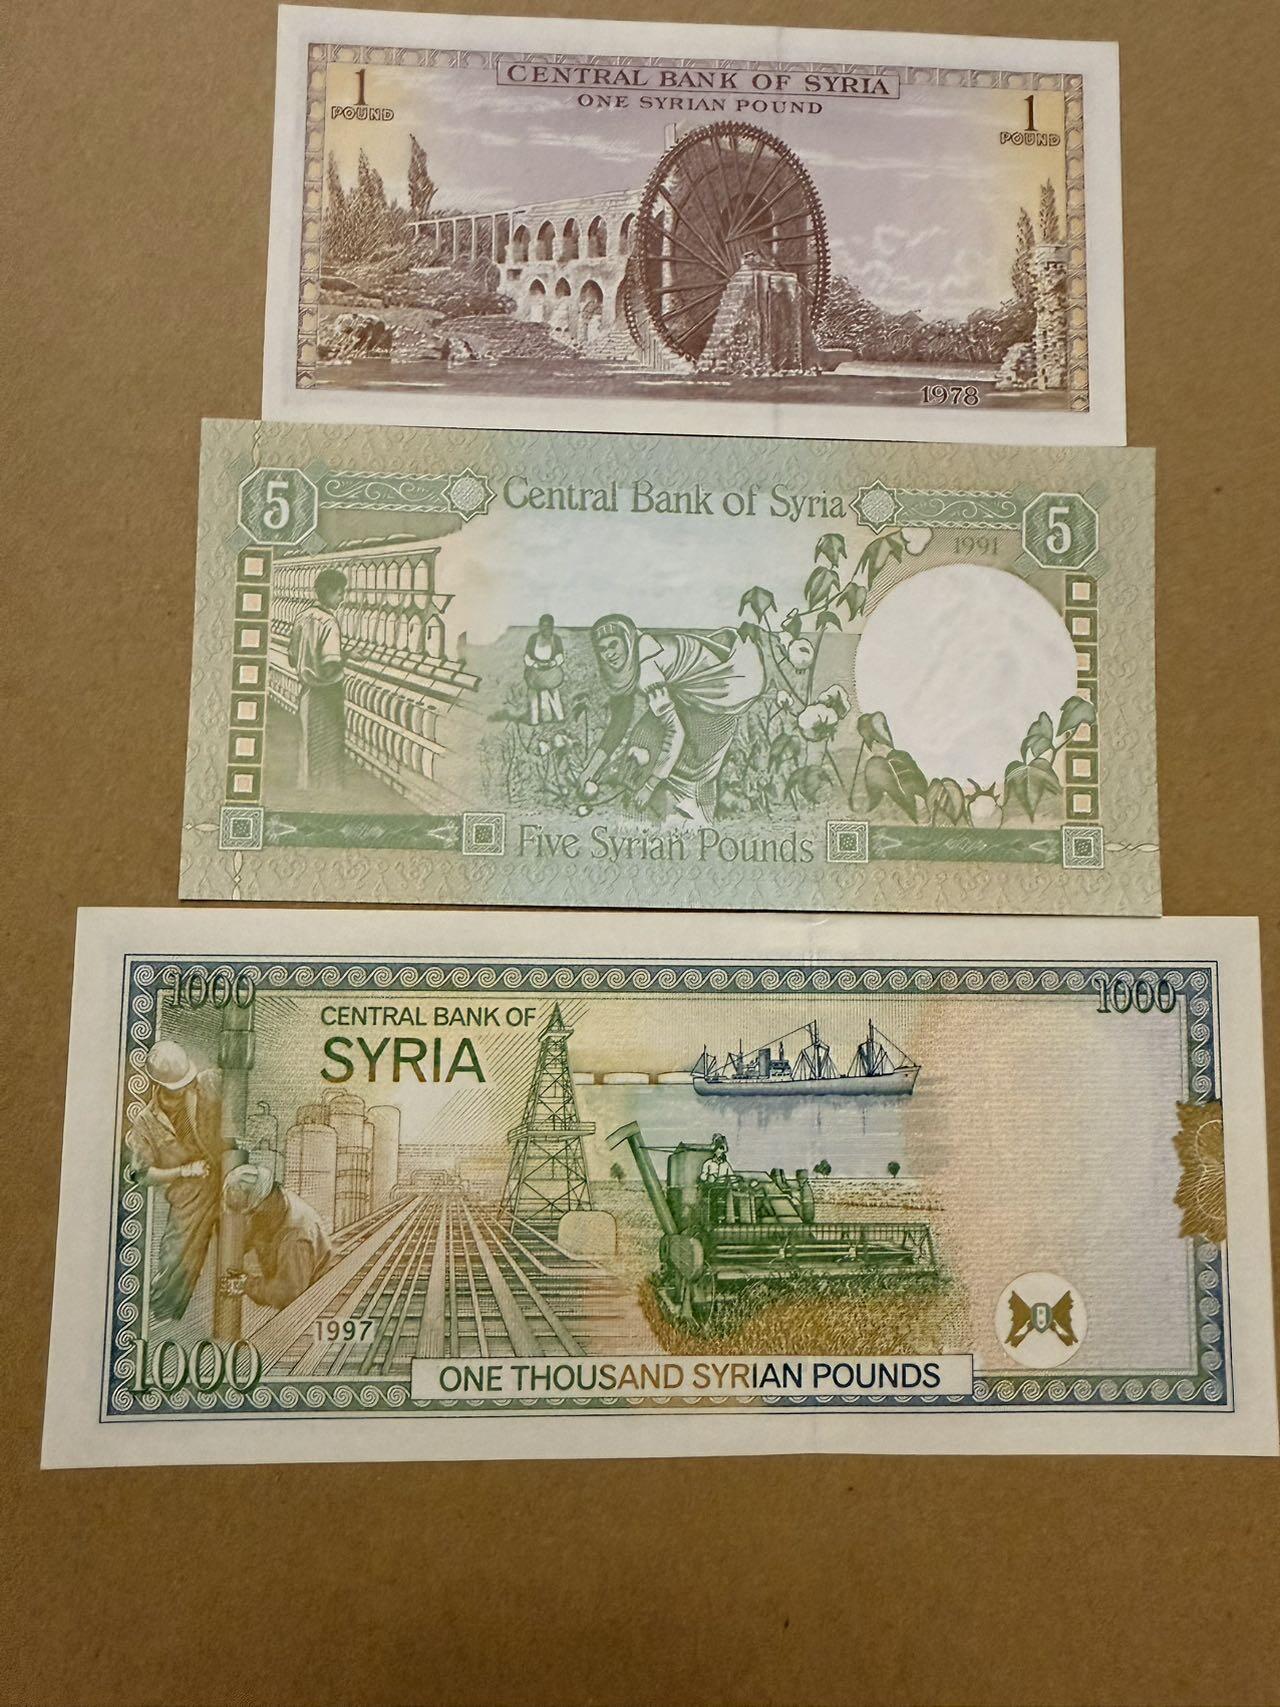 CENTRAL BANK OF SYRIA
ONE SYRIAN POUND
1
POUND
1
POUND
1978
5
Central Bank of Syria
5
1991
Five Syrian Pounds
1000
1000
CENTRAL BANK OF
SYRIA
1997
1000
ONE THOUSAND SYRIAN POUNDS